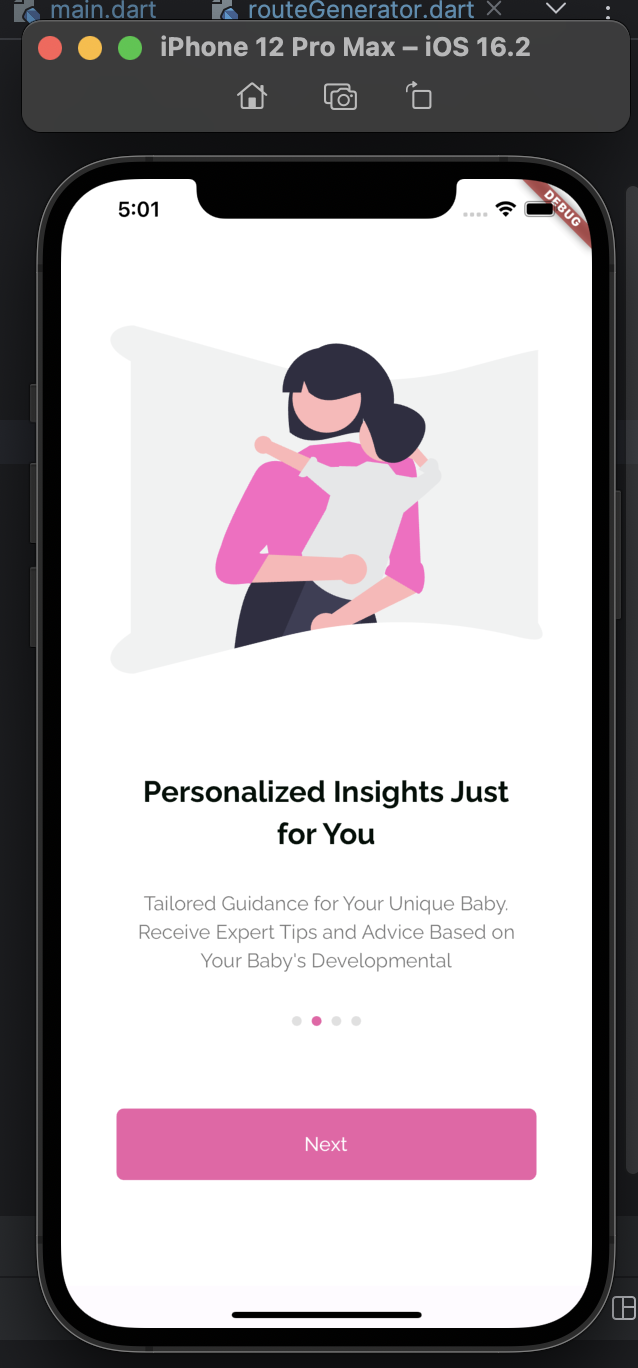 main.dart
routeGenerator.dart
iPhone 12 Pro Max – iOS 16.2
5:01
DEBUG
Personalized Insights Just
for You
Tailored Guidance for Your Unique Baby.
Receive Expert Tips and Advice Based on
Your Baby's Developmental
Next